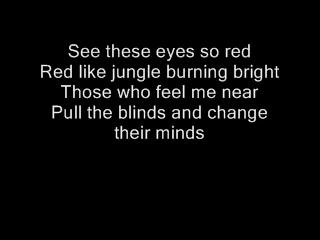 See these eyes so red
Red like jungle burning bright
Those who feel me near
Pull the blinds and change
their minds